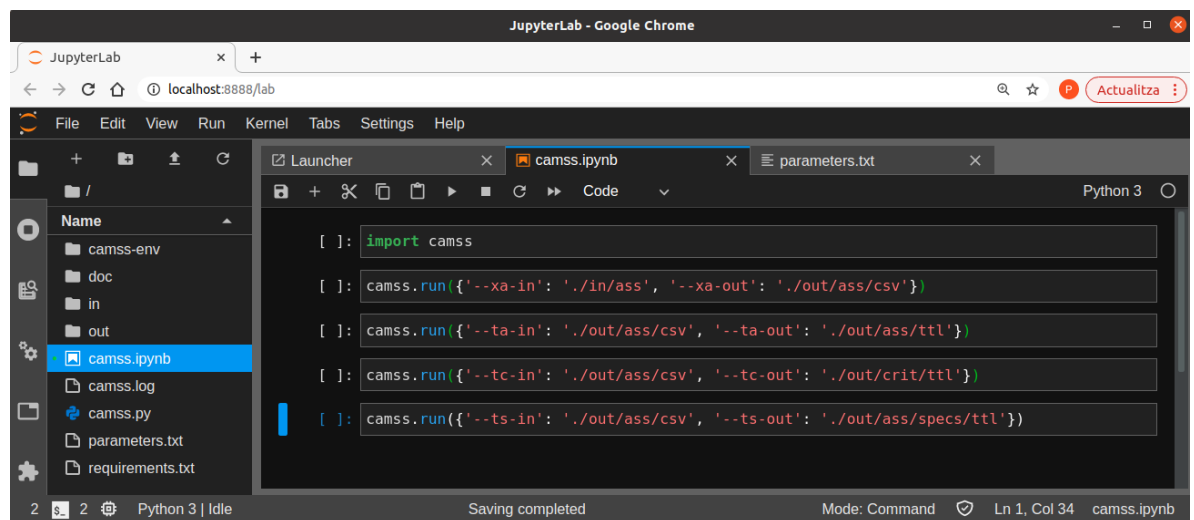 JupyterLab - Google Chrome
JupyterLab
localhost:8888/lab
P
Actualitza
File Edit View Run Kernel Tabs Settings Help
Launcher
camss.ipynb
parameters.txt
/
Code
Python 3
Name
camss-env
doc
in
out
camss.ipynb
camss.log
camss.py
parameters.txt
requirements.txt
[ ]: import camss
[ ]: camss.run({'--xa-in': './in/ass', '--xa-out': './out/ass/csv'})
[ ]: camss.run({'--ta-in': './out/ass/csv', '--ta-out': './out/ass/ttl'})
[ ]: camss.run({'--tc-in': './out/ass/csv', '--tc-out': './out/crit/ttl'})
[ ]: camss.run({'--ts-in': './out/ass/csv', '--ts-out': './out/ass/specs/ttl'})
2 $_ 2 Python 3 | Idle Saving completed Mode: Command Ln 1, Col 34 camss.ipynb